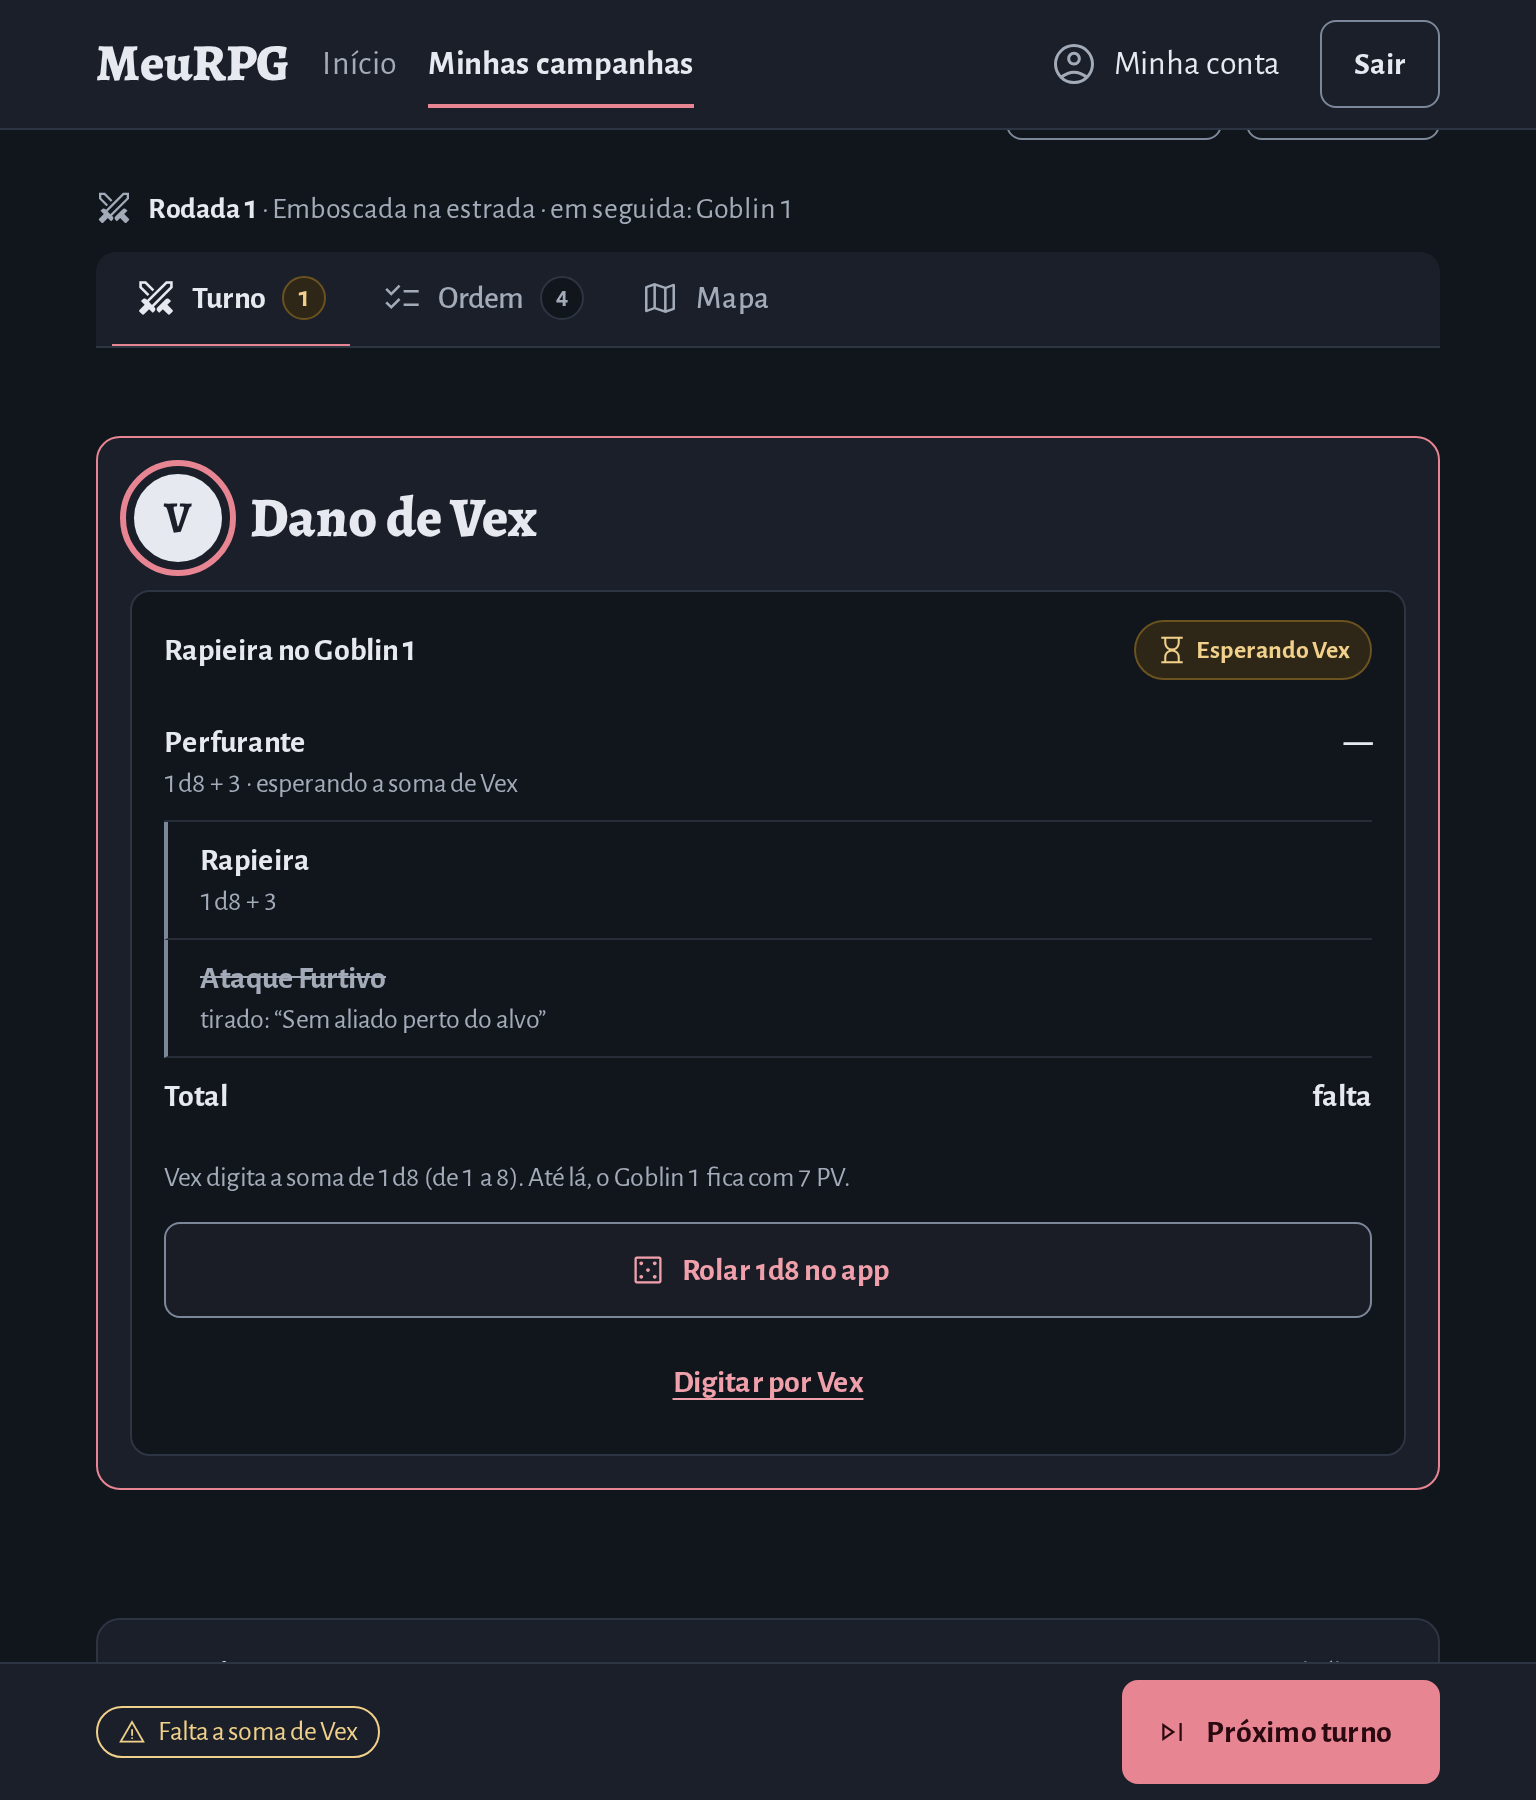 MeuRPG Início Minhas campanhas Minha conta Sair
Rodada 1 · Emboscada na estrada · em seguida: Goblin 1
Turno 1 Ordem 4 Mapa
V Dano de Vex
Rapieira no Goblin 1 Esperando Vex
Perfurante —
1d8 + 3 · esperando a soma de Vex
Rapieira
1d8 + 3
Ataque Furtivo
tirado: “Sem aliado perto do alvo”
Total falta
Vex digita a soma de 1d8 (de 1 a 8). Até lá, o Goblin 1 fica com 7 PV.
Rolar 1d8 no app
Digitar por Vex
Falta a soma de Vex Próximo turno